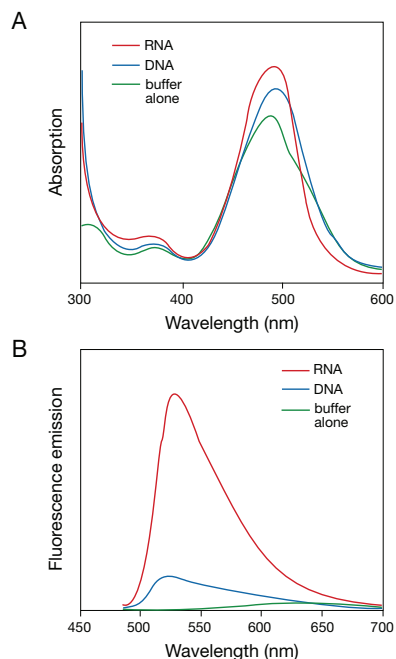 A
RNA
DNA
buffer
alone
Absorption
300
400
500
600
Wavelength (nm)
B
RNA
DNA
buffer
alone
Fluorescence emission
450
500
550
600
650
700
Wavelength (nm)